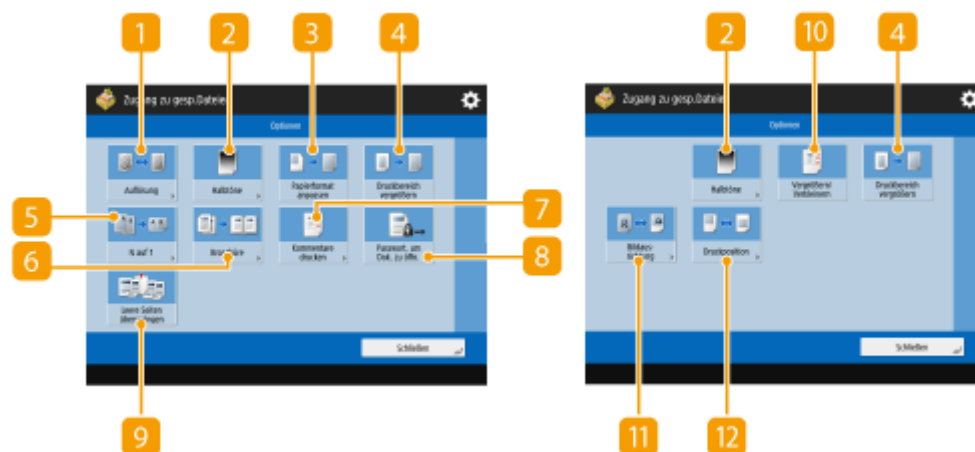 1
2
3
4
2
10
4
Zugang zu gesp.Dateien
Zugang zu gesp.Dateien
Optionen
Optionen
Auflösung
Halbtöne
Papierformat
anpassen
Druckbereich
vergrößern
Halbtöne
Vergrößern/
Verkleinern
Druckbereich
vergrößern
5
7
N auf 1
Kommentare
drucken
Passwort, um
Dok. zu öffn.
Druckposition
6
8
Leere Seiten
Schließen
Schließen
9
11
12